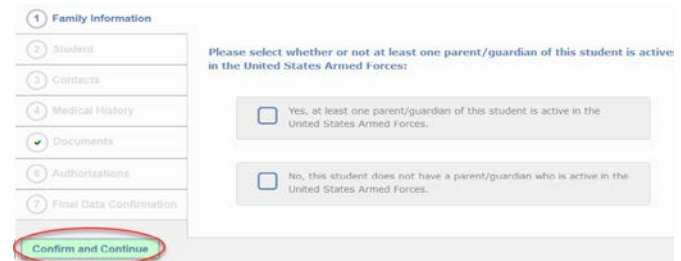 1 Family Information
2 Student
3 Contacts
4 Medical History
Documents
6 Authorizations
7 Final Data Confirmation
Confirm and Continue
Please select whether or not at least one parent/guardian of this student is active
in the United States Armed Forces:
Yes, at least one parent/guardian of this student is active in the
United States Armed Forces.
No, this student does not have a parent/guardian who is active in the
United States Armed Forces.